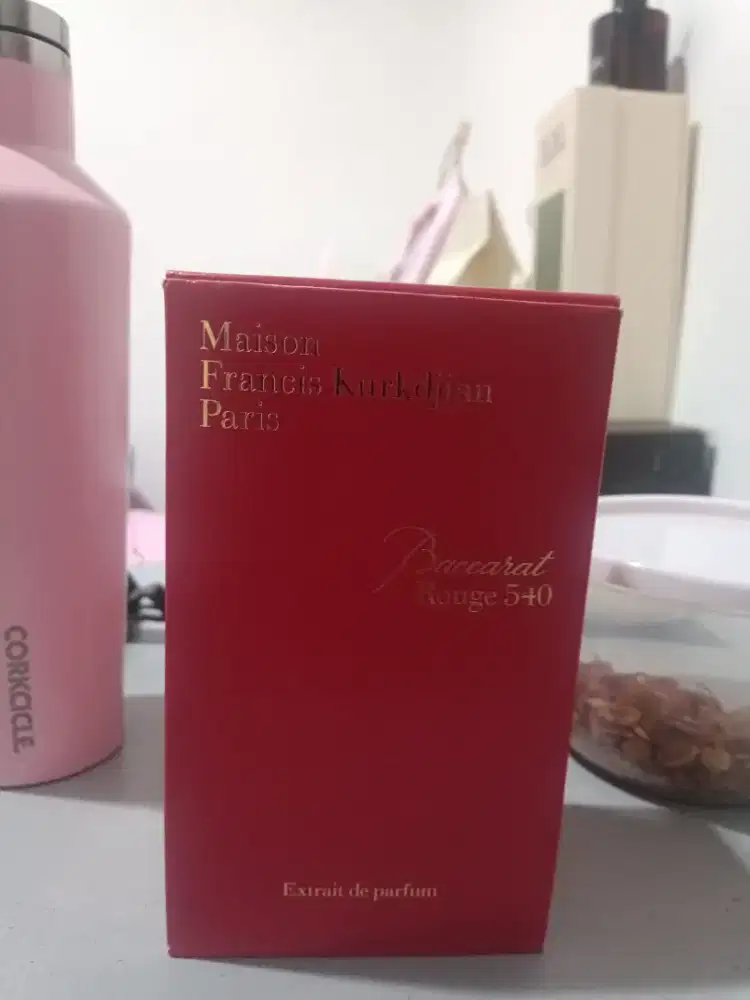 Maison
Francis Kurkdjian
Paris
Baccarat
Rouge 540
Extrait de parfum
CORKCICLE